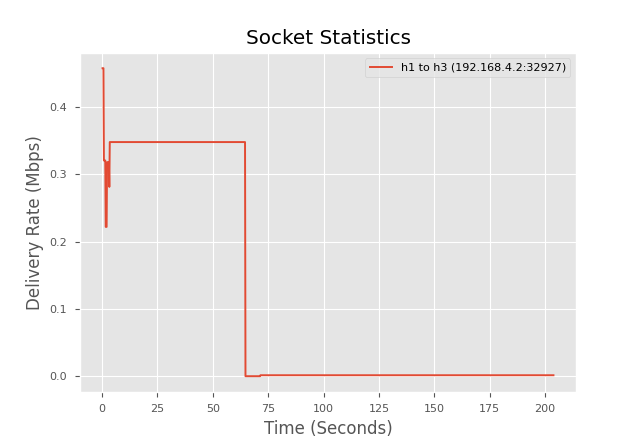 Socket Statistics
h1 to h3 (192.168.4.2:32927)
Delivery Rate (Mbps)
0.4
0.3
0.2
0.1
0.0
0 25 50 75 100 125 150 175 200
Time (Seconds)